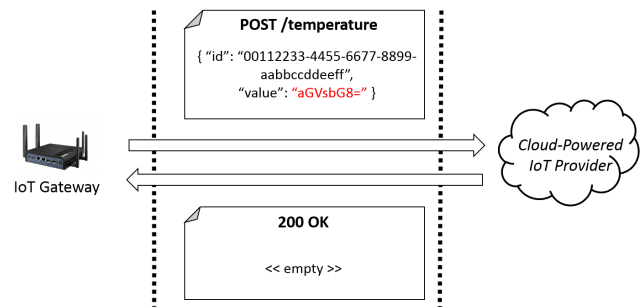 POST /temperature
{ “id”: “00112233-4455-6677-8899-
aabbccddeeff”,
“value”: “aGVsbG8=” }
IoT Gateway
Cloud-Powered
IoT Provider
200 OK
<< empty >>